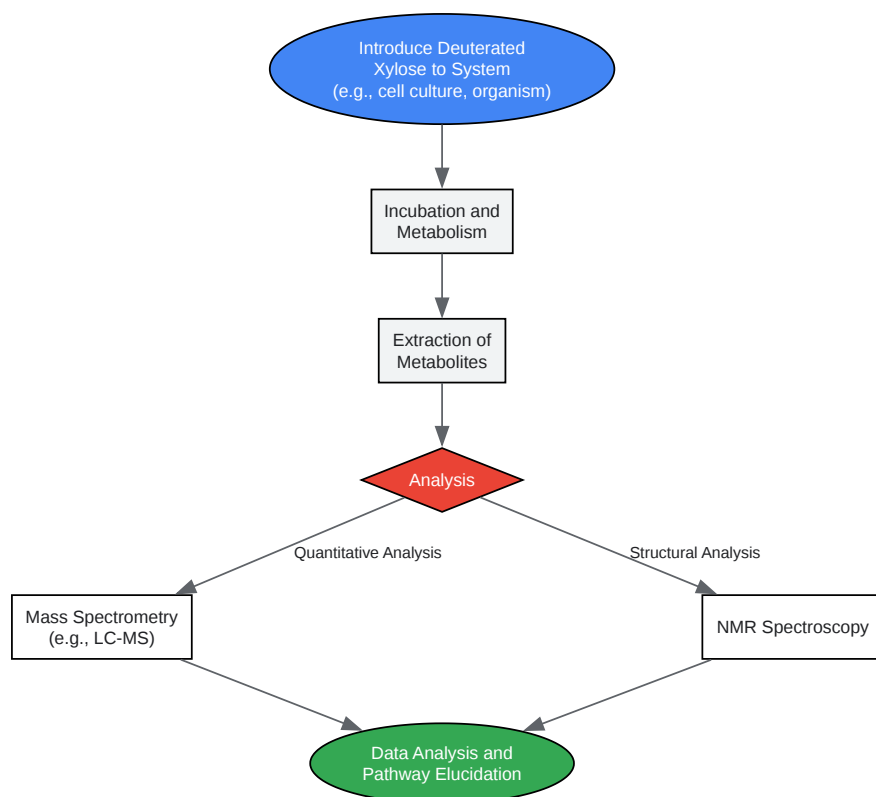 Introduce Deuterated
Xylose to System
(e.g., cell culture, organism)
Incubation and
Metabolism
Extraction of
Metabolites
Analysis
Quantitative Analysis
Structural Analysis
Mass Spectrometry
(e.g., LC-MS)
NMR Spectroscopy
Data Analysis and
Pathway Elucidation